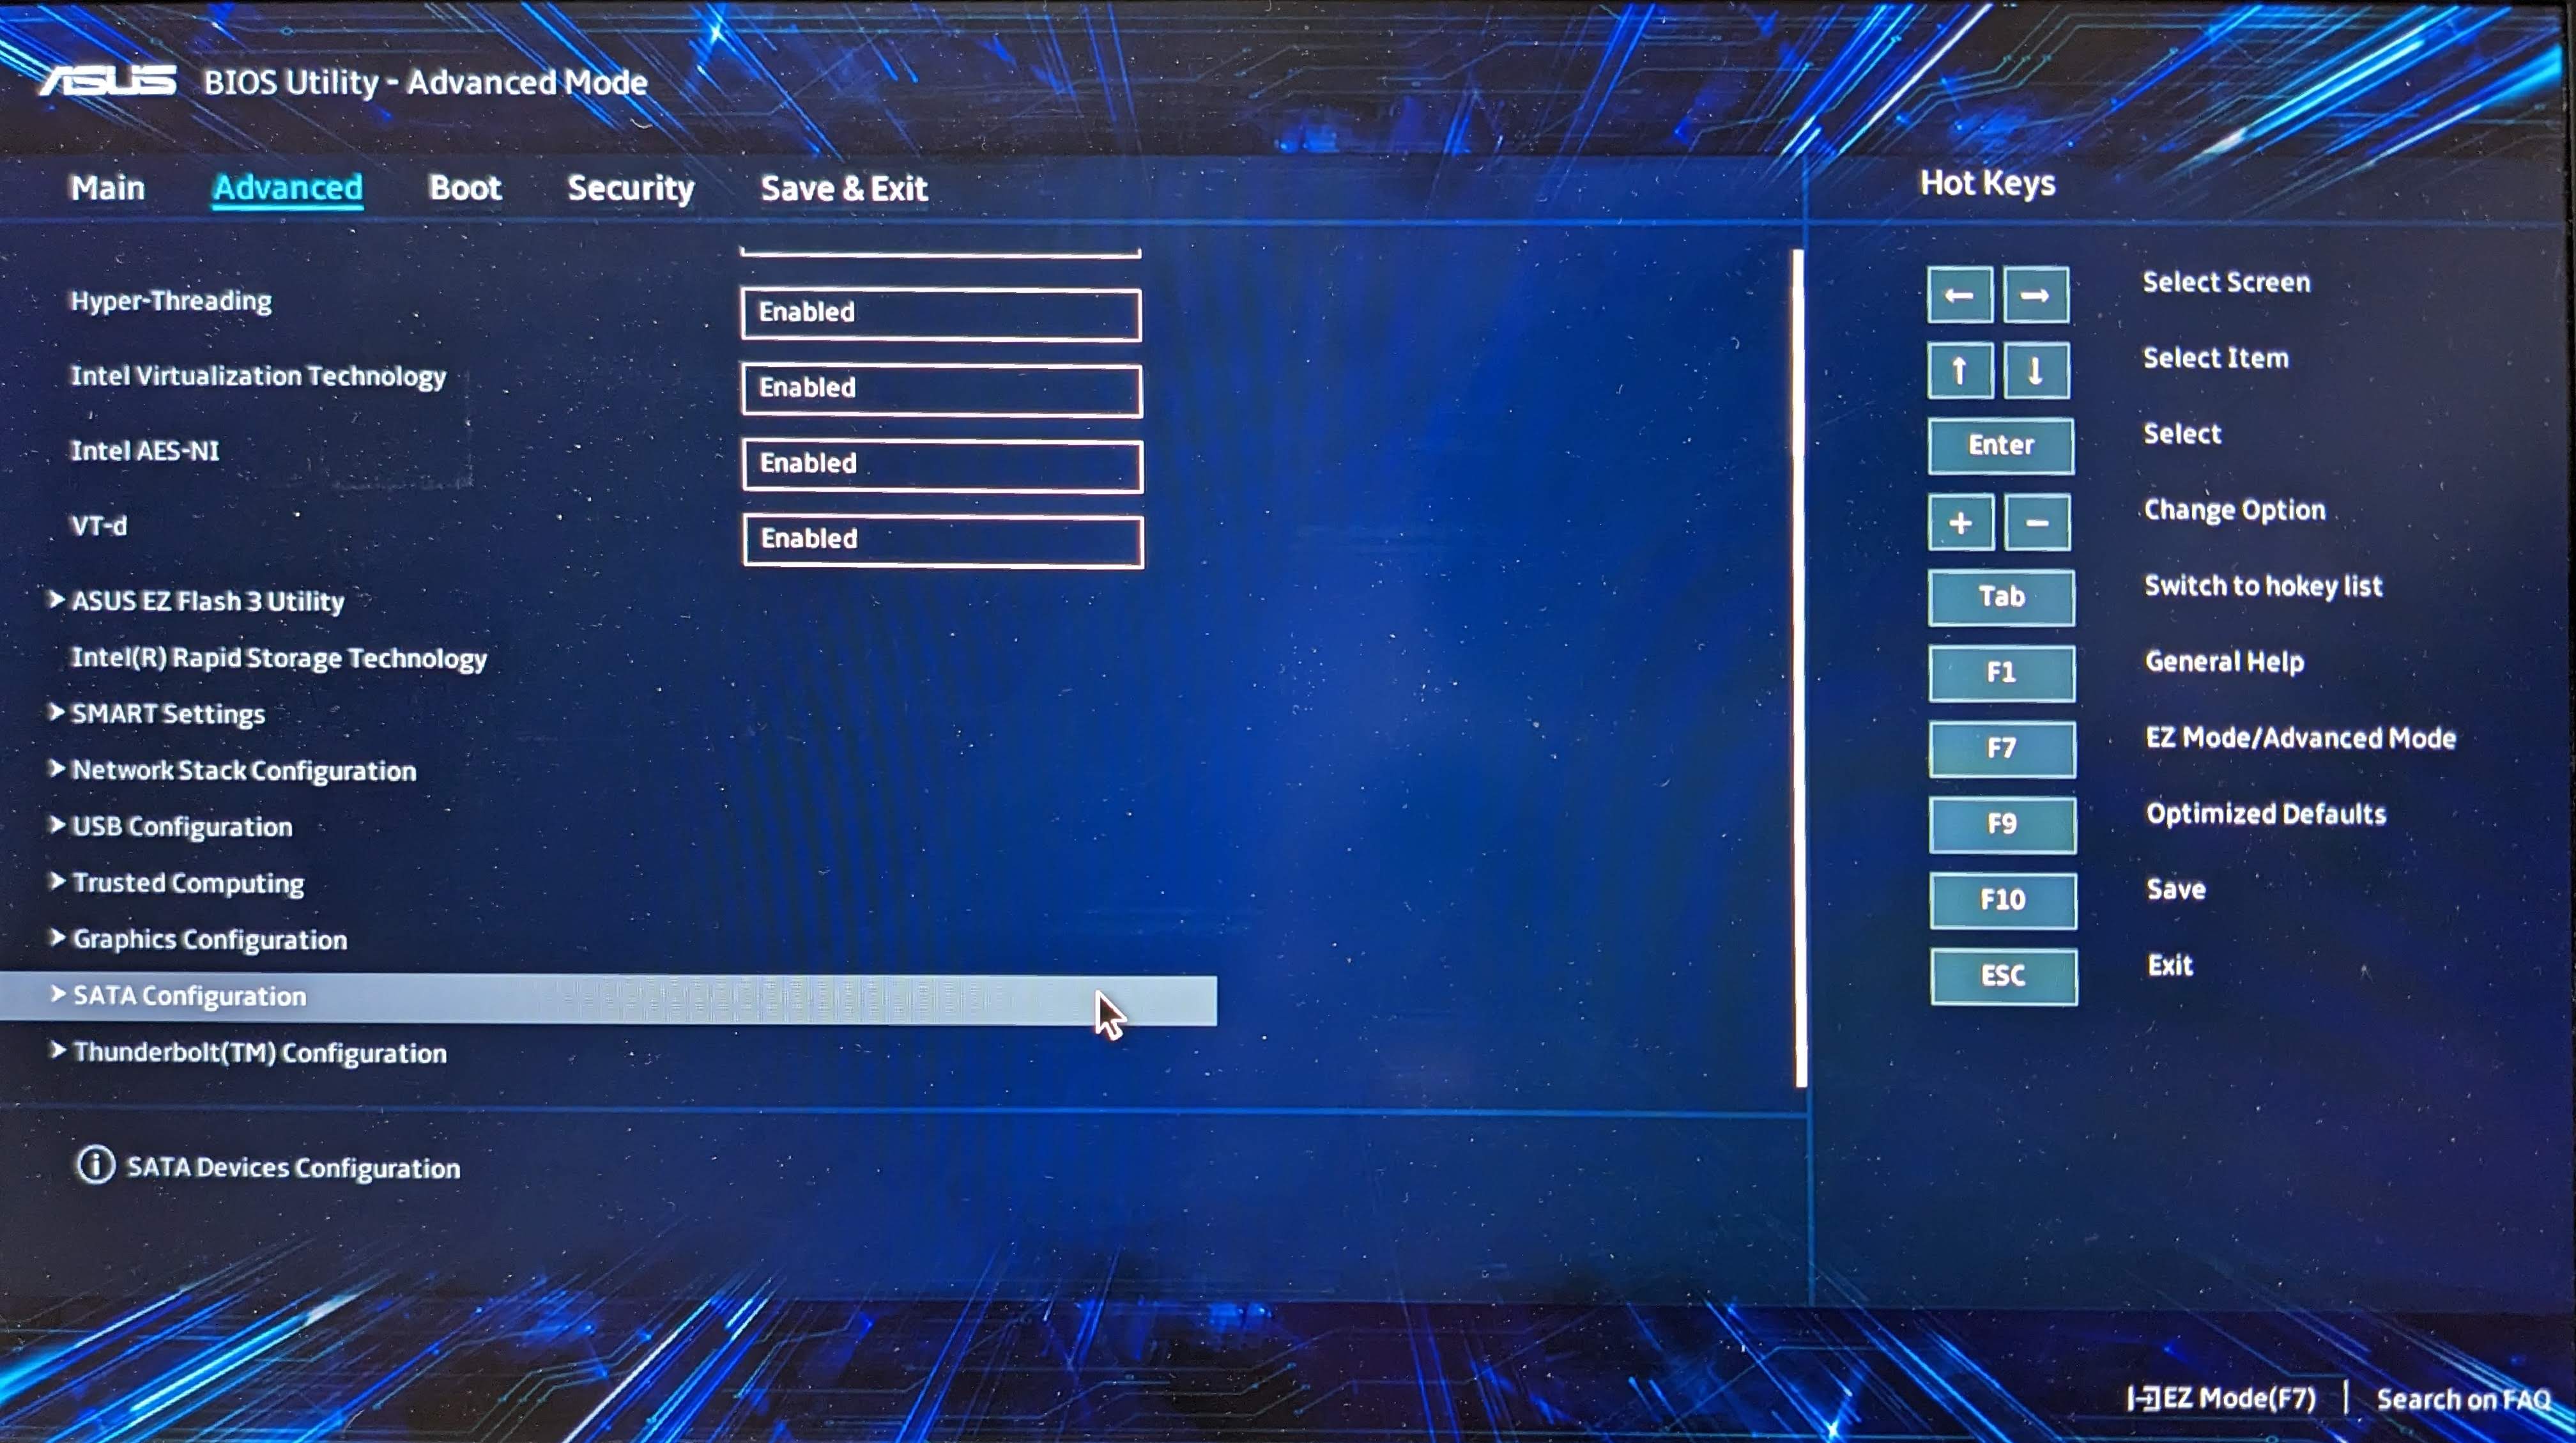 ASUS BIOS Utility - Advanced Mode
Main Advanced Boot Security Save & Exit
Hyper-Threading Enabled
Intel Virtualization Technology Enabled
Intel AES-NI Enabled
VT-d Enabled
> ASUS EZ Flash 3 Utility
Intel(R) Rapid Storage Technology
> SMART Settings
> Network Stack Configuration
> USB Configuration
> Trusted Computing
> Graphics Configuration
> SATA Configuration
> Thunderbolt(TM) Configuration
i SATA Devices Configuration
Hot Keys
← → Select Screen
↑ ↓ Select Item
Enter Select
+ − Change Option
Tab Switch to hokey list
F1 General Help
F7 EZ Mode/Advanced Mode
F9 Optimized Defaults
F10 Save
ESC Exit
EZ Mode(F7) | Search on FAQ